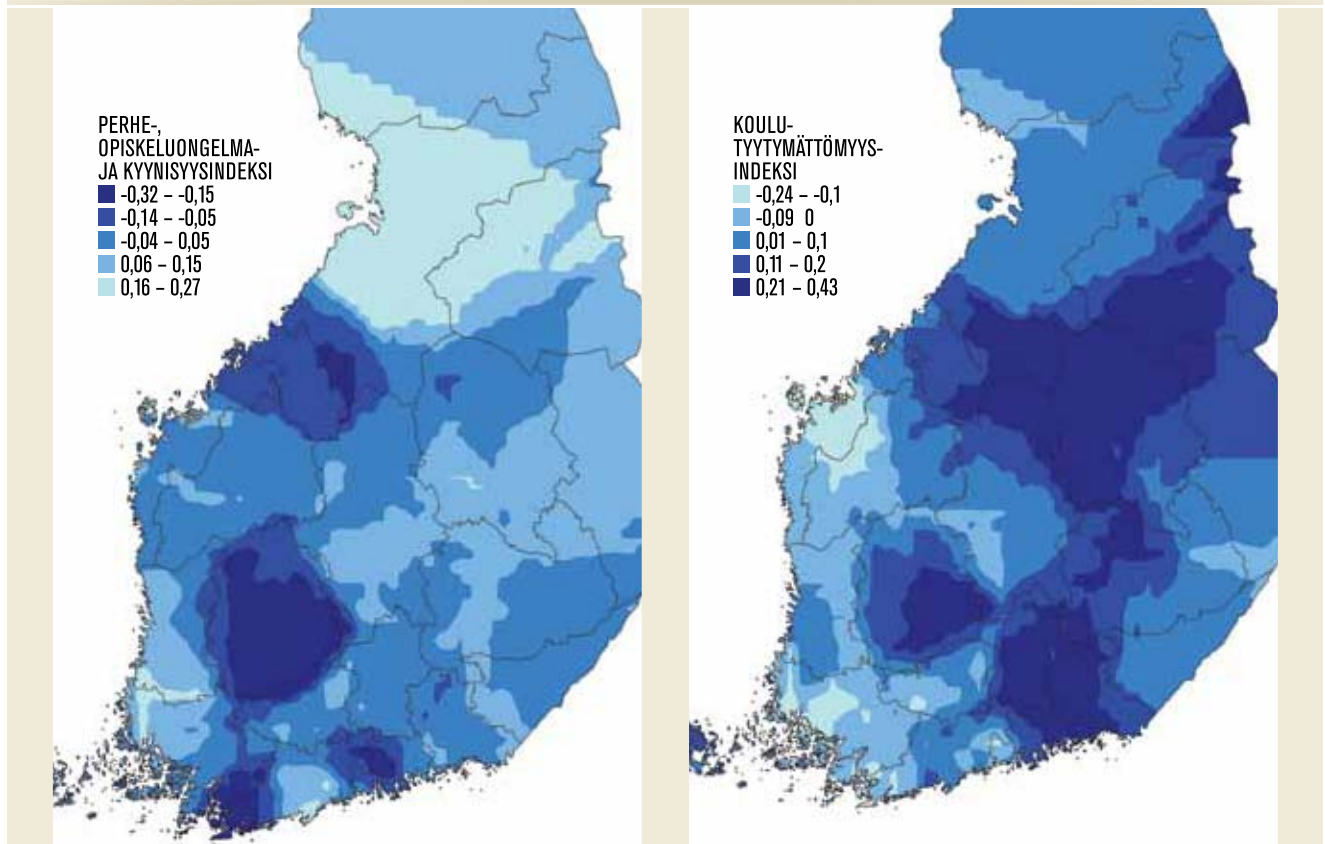 PERHE-,
OPISKELUONGELMA-
JA KYYNISYYSINDEKSI
-0,32 – -0,15
-0,14 – -0,05
-0,04 – 0,05
0,06 – 0,15
0,16 – 0,27
KOULU-
TYYTYMÄTTÖMYYS-
INDEKSI
-0,24 – -0,1
-0,09 0
0,01 – 0,1
0,11 – 0,2
0,21 – 0,43